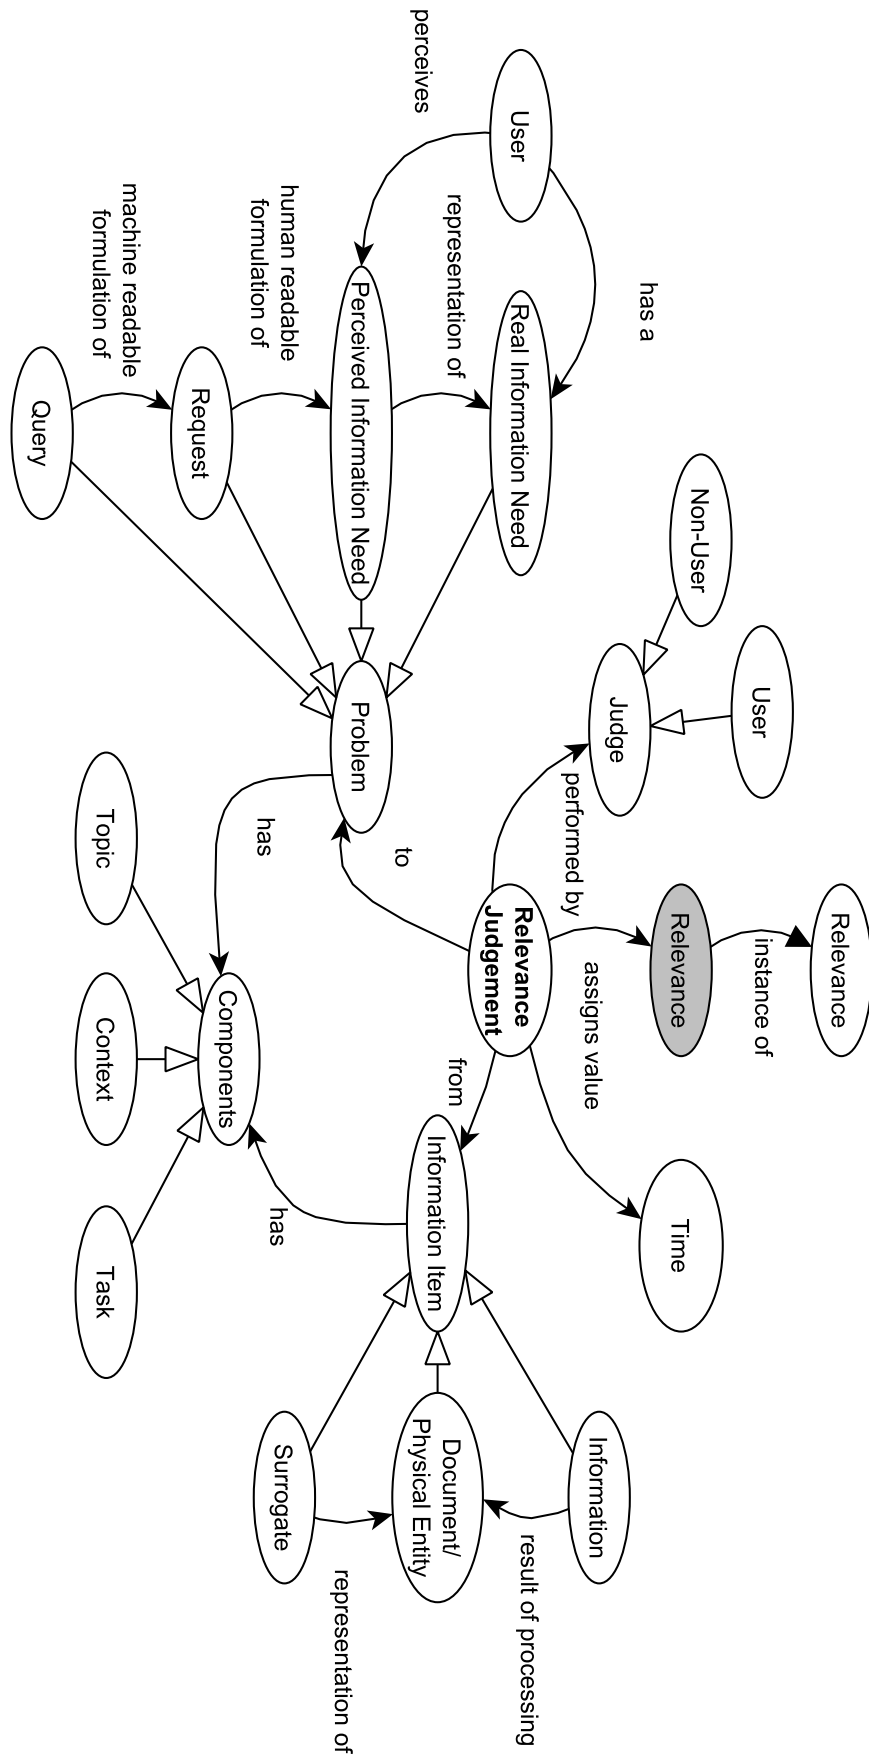 Relevance
instance of
Relevance
User
Non-User
Judge
Time
has a
User
perceives
Real Information Need
representation of
Perceived Information Need
human readable
formulation of
Request
machine readable
formulation of
Query
performed by
assigns value
Relevance
Judgement
to
from
Problem
has
Information Item
has
Information
result of processing
Document/
Physical Entity
Surrogate
representation of
Components
Topic
Context
Task